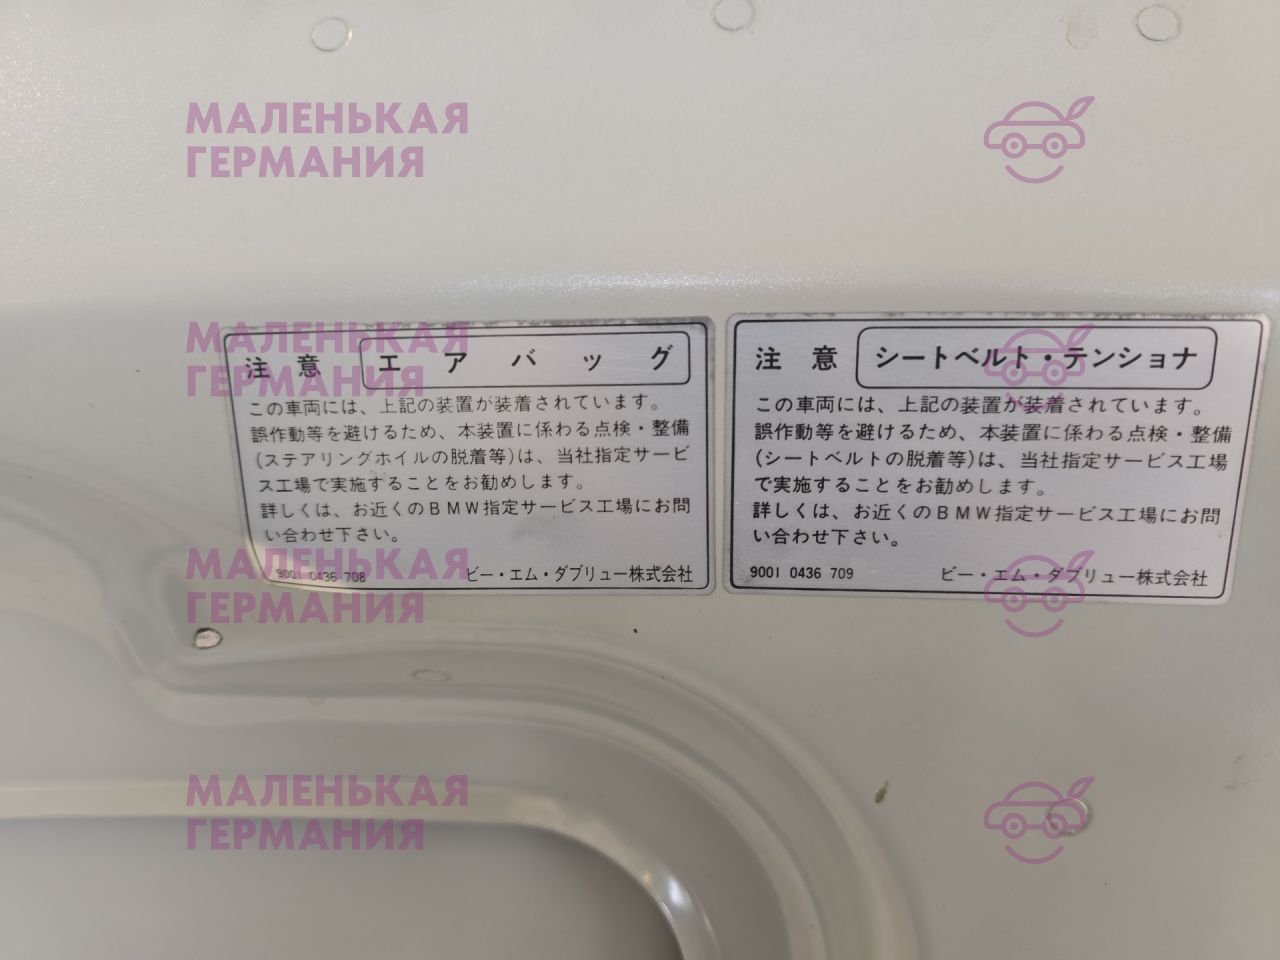 МАЛЕНЬКАЯ
ГЕРМАНИЯ
МАЛЕНЬКАЯ
ГЕРМАНИЯ
注意 エアバッグ
この車両には、上記の装置が装着されています。
誤作動等を避けるため、本装置に係わる点検・整備
(ステアリングホイルの脱着等)は、当社指定サービ
ス工場で実施することをお勧めします。
詳しくは、お近くのBMW指定サービス工場にお問
い合わせ下さい。
9001 0436 708 ビー・エム・ダブリュー株式会社
注意 シートベルト・テンショナ
この車両には、上記の装置が装着されています。
誤作動等を避けるため、本装置に係わる点検・整備
(シートベルトの脱着等)は、当社指定サービス工場
で実施することをお勧めします。
詳しくは、お近くのBMW指定サービス工場にお問
い合わせ下さい。
9001 0436 709 ビー・エム・ダブリュー株式会社
МАЛЕНЬКАЯ
ГЕРМАНИЯ
МАЛЕНЬКАЯ
ГЕРМАНИЯ